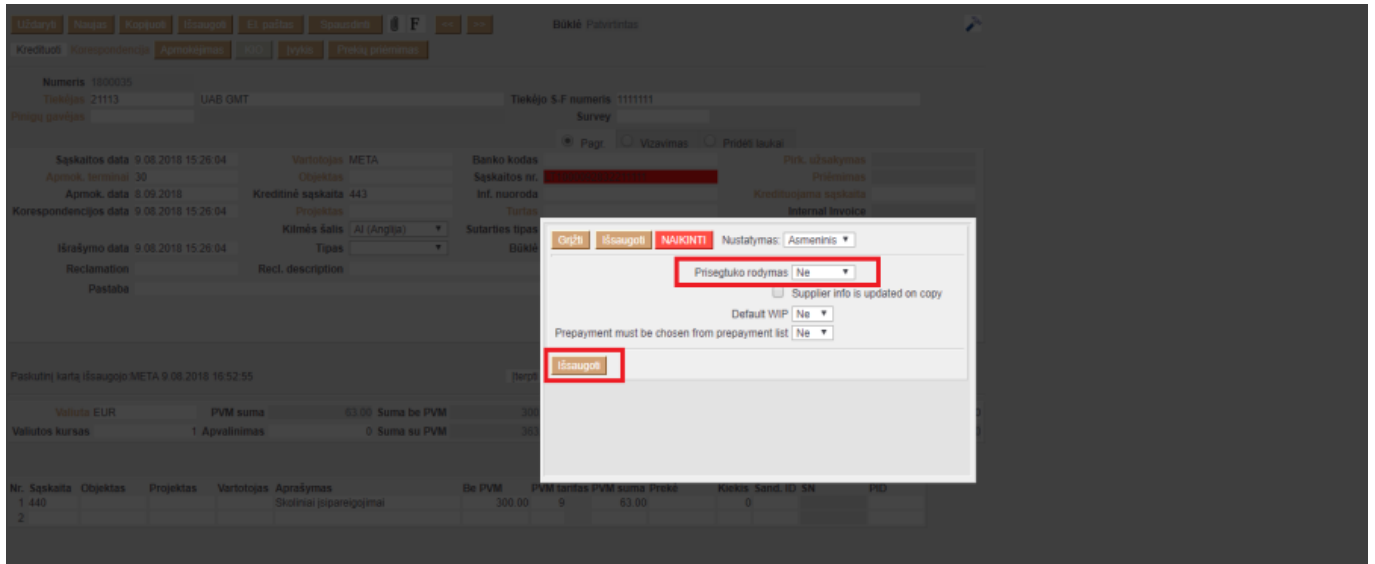 Uždaryti Naujas Kopijuoti Išsaugoti El. paštas Spausdinti F << >> Būklė Patvirtintas
Kredituoti Korespondencija Apmokėjimas KIO Įvykis Prekių priėmimas
Numeris 1800035
Tiekėjas 21113 UAB GMT Tiekėjo S-F numeris 1111111
Pinigų gavėjas Survey
Pagr. Vizavimas Pridėti laukai
Sąskaitos data 9.08.2018 15:26:04 Vartotojas META Banko kodas Pirk. užsakymas
Apmok. terminai 30 Objektas Sąskaitos nr. Priėmimas
Apmok. data 8.09.2018 Kreditinė sąskaita 443 Inf. nuoroda Kredituojama sąskaita
Korespondencijos data 9.08.2018 15:26:04 Projektas Turtas Internal Invoice
Kilmės šalis AI (Anglija) Sutarties tipas
Išrašymo data 9.08.2018 15:26:04 Tipas Būklė
Reclamation Recl. description
Pastaba
Grįžti Išsaugoti NAIKINTI Nustatymas: Asmeninis
Prisegtuko rodymas Ne
Supplier info is updated on copy
Default WIP Ne
Prepayment must be chosen from prepayment list Ne
Išsaugoti
Paskutinį kartą išsaugojo META 9.08.2018 16:52:55 Įterpti
Valiuta EUR PVM suma 63.00 Suma be PVM 300
Valiutos kursas 1 Apvalinimas 0 Suma su PVM 363
Nr. Sąskaita Objektas Projektas Vartotojas Aprašymas Be PVM PVM tarifas PVM suma Prekė Kiekis Sand. ID SN PID
1 440 Skoliniai įsipareigojimai 300.00 9 63.00 0
2